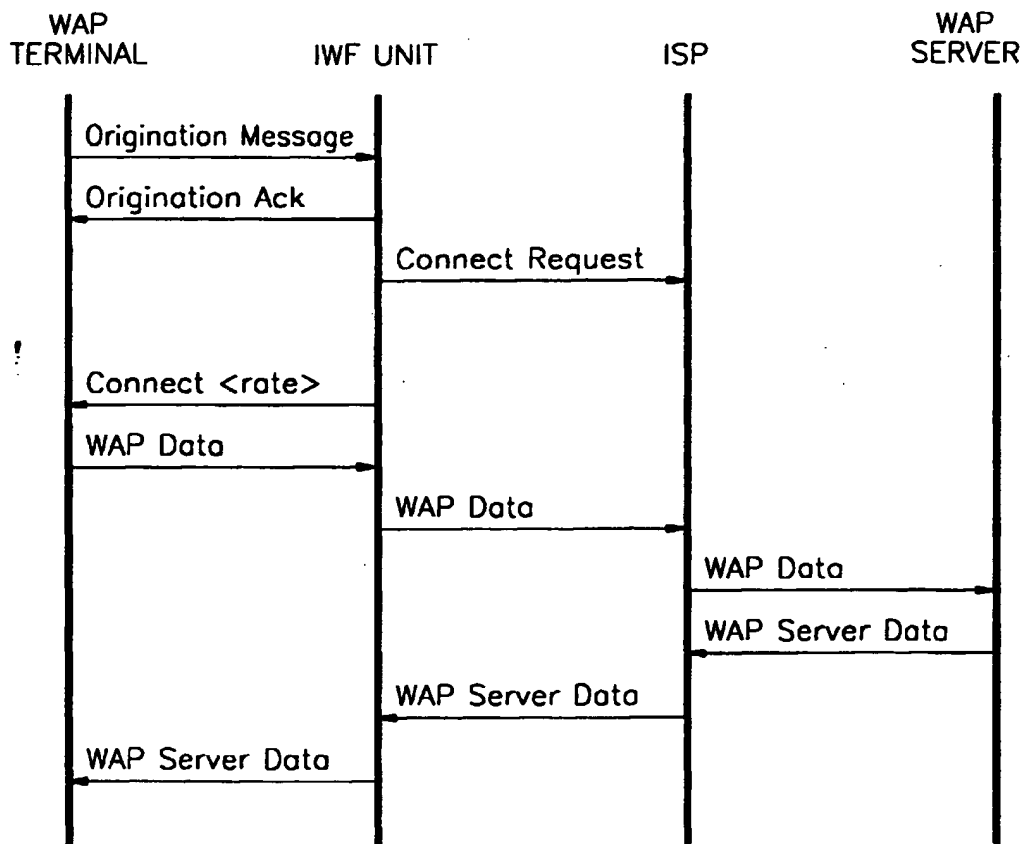 WAP
TERMINAL
IWF UNIT
ISP
WAP
SERVER
Origination Message
Origination Ack
Connect Request
Connect <rate>
WAP Data
WAP Data
WAP Data
WAP Server Data
WAP Server Data
WAP Server Data